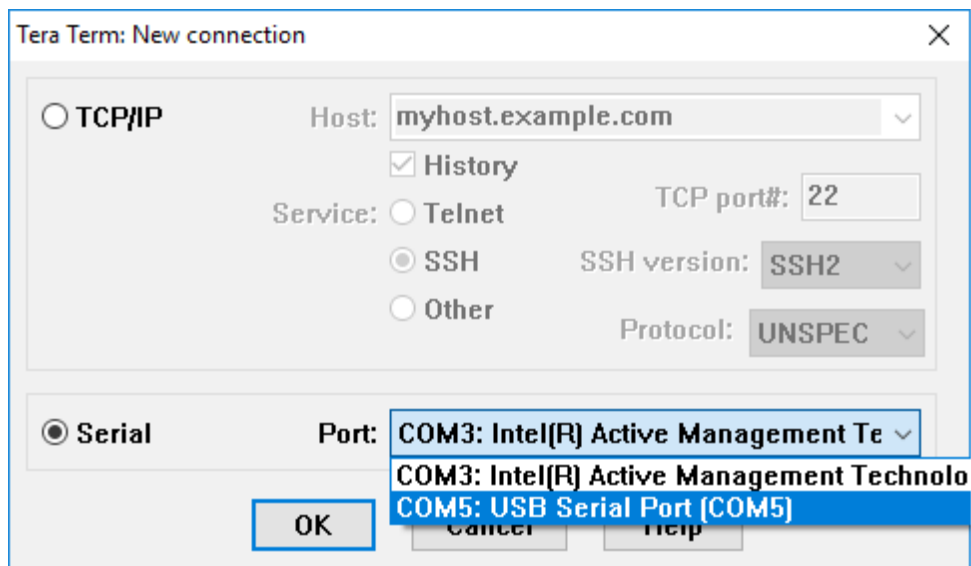 Tera Term: New connection
TCP/IP
Host: myhost.example.com
History
Service: Telnet
TCP port#: 22
SSH
SSH version: SSH2
Other
Protocol: UNSPEC
Serial
Port: COM3: Intel(R) Active Management Te
COM3: Intel(R) Active Management Technolo
COM5: USB Serial Port (COM5)
OK
Cancel
Help